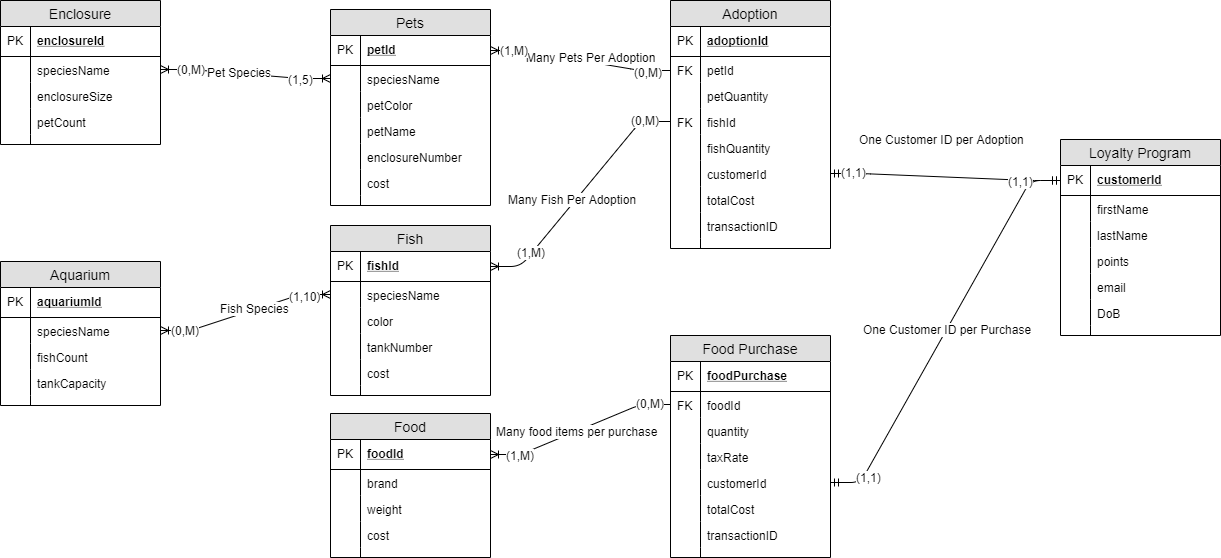 Enclosure
PK enclosureId
speciesName
enclosureSize
petCount
(0,M)
Pet Species
(1,5)
Pets
PK petId
speciesName
petColor
petName
enclosureNumber
cost
(1,M)
Many Pets Per Adoption
(0,M)
Adoption
PK adoptionId
FK petId
petQuantity
FK fishId
fishQuantity
customerId
totalCost
transactionID
(0,M)
Many Fish Per Adoption
(1,M)
One Customer ID per Adoption
(1,1)
(1,1)
Loyalty Program
PK customerId
firstName
lastName
points
email
DoB
Aquarium
PK aquariumId
speciesName
fishCount
tankCapacity
(0,M)
Fish Species
(1,10)
Fish
PK fishId
speciesName
color
tankNumber
cost
One Customer ID per Purchase
(1,1)
Food Purchase
PK foodPurchase
FK foodId
quantity
taxRate
customerId
totalCost
transactionID
(0,M)
Many food items per purchase
(1,M)
Food
PK foodId
brand
weight
cost